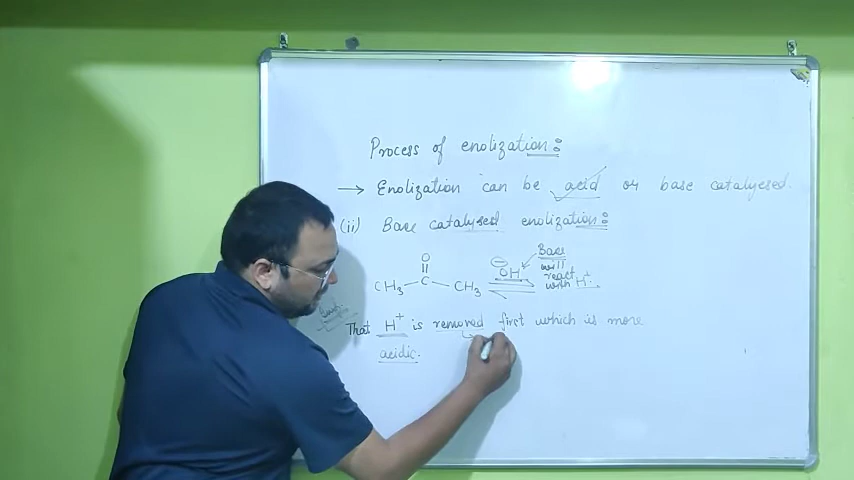 Process of enolization:
→ Enolization can be acid or base catalysed.
(ii) Base catalysed enolization:
O
CH3 - C - CH3
⊖
OH
Base
will
react
with H+.
That H+ is removed first which is more
acidic.